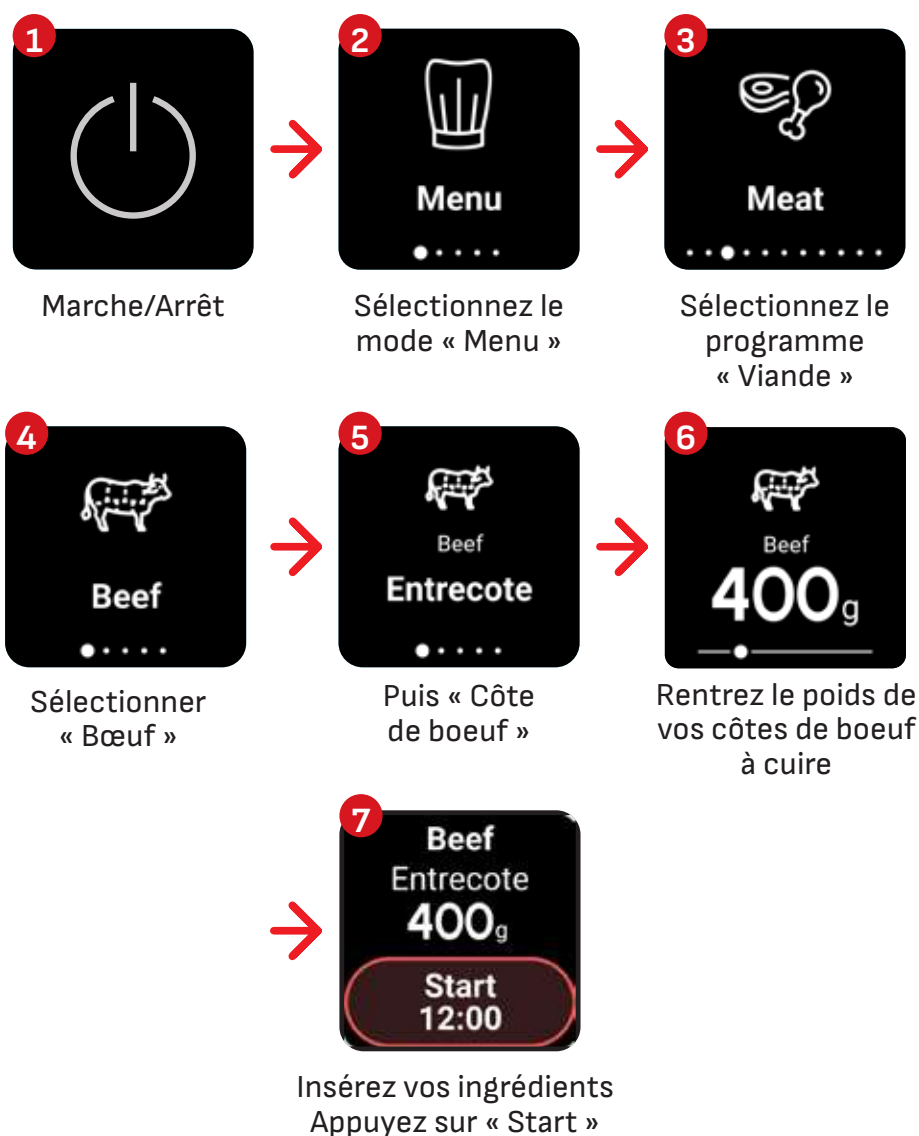 1
Marche/Arrêt
2
Menu
Sélectionnez le
mode « Menu »
3
Meat
Sélectionnez le
programme
« Viande »
4
Beef
Sélectionner
« Bœuf »
5
Beef
Entrecote
Puis « Côte
de boeuf »
6
Beef
400g
Rentrez le poids de
vos côtes de boeuf
à cuire
7
Beef
Entrecote
400g
Start
12:00
Insérez vos ingrédients
Appuyez sur « Start »